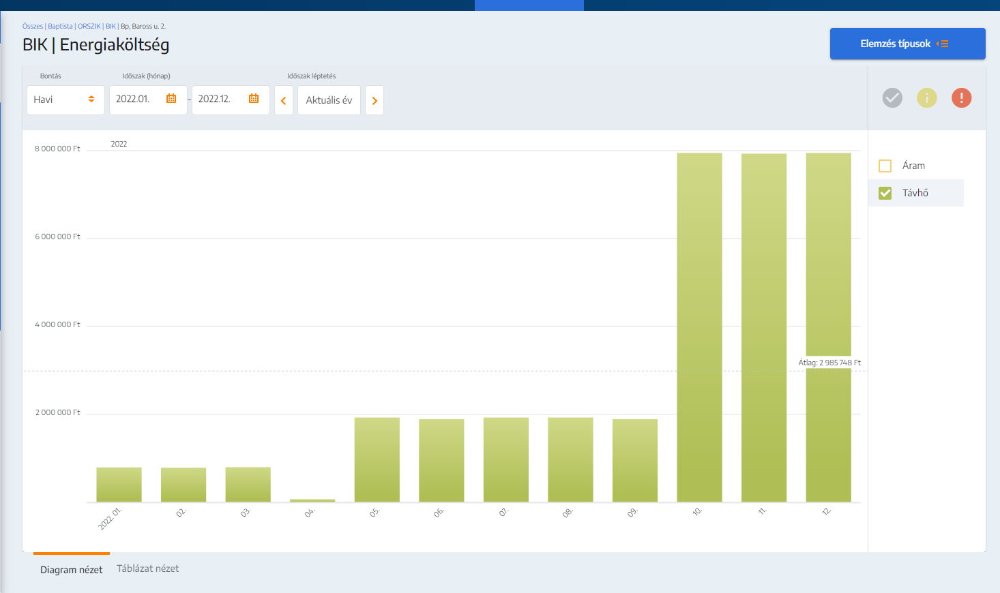 Összes | Baptista | ORSZIK | BIK | Bp, Baross u. 2.
BIK | Energiaköltség
Elemzés típusok
Bontás
Időszak (hónap)
Időszak léptetés
Havi
2022.01.
-
2022.12.
Aktuális év
2022
8 000 000 Ft
6 000 000 Ft
4 000 000 Ft
2 000 000 Ft
Átlag: 2 985 748 Ft
Áram
Távhő
2022. 01.
02.
03.
04.
05.
06.
07.
08.
09.
10.
11.
12.
Diagram nézet
Táblázat nézet